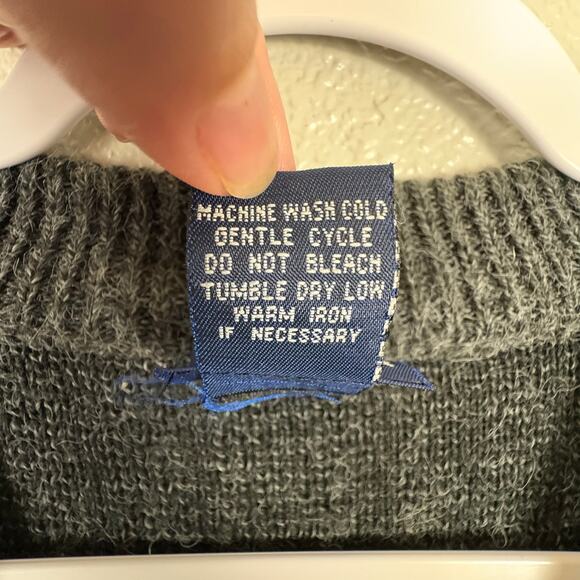 MACHINE WASH COLD
GENTLE CYCLE
DO NOT BLEACH
TUMBLE DRY LOW
WARM IRON
IF NECESSARY